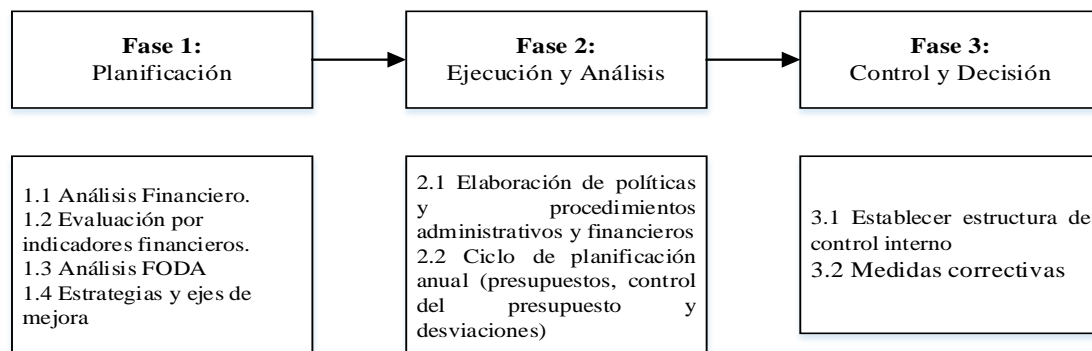 Fase 1:
Planificación
Fase 2:
Ejecución y Análisis
Fase 3:
Control y Decisión
1.1 Análisis Financiero.
1.2 Evaluación por
indicadores financieros.
1.3 Análisis FODA
1.4 Estrategias y ejes de
mejora
2.1 Elaboración de políticas
y procedimientos
administrativos y financieros
2.2 Ciclo de planificación
anual (presupuestos, control
del presupuesto y
desviaciones)
3.1 Establecer estructura de
control interno
3.2 Medidas correctivas